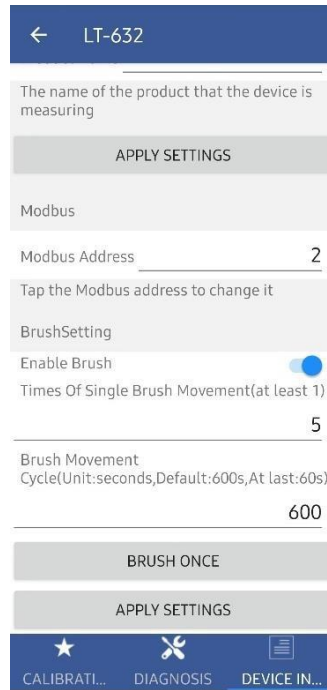 LT-632
The name of the product that the device is
measuring
APPLY SETTINGS
Modbus
Modbus Address 2
Tap the Modbus address to change it
BrushSetting
Enable Brush
Times Of Single Brush Movement(at least 1)
5
Brush Movement
Cycle(Unit:seconds,Default:600s,At last:60s)
600
BRUSH ONCE
APPLY SETTINGS
CALIBRATI... DIAGNOSIS DEVICE IN...